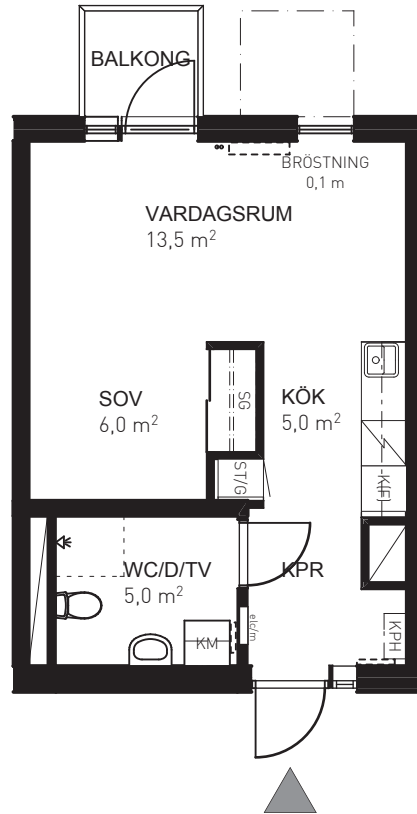 BALKONG
BRÖSTNING
0,1 m
VARDAGSRUM
13,5 m²
SG
SOV
6,0 m²
KÖK
5,0 m²
ST/G
K(F)
WC/D/TV
5,0 m²
KPR
elc/m
KM
KPH